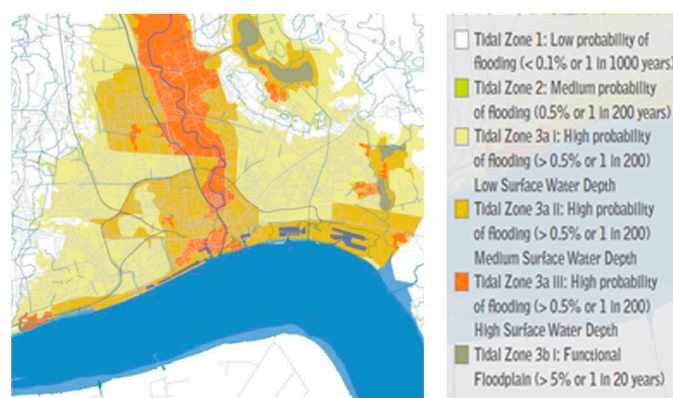 Tidal Zone 1: Low probability of
flooding (< 0.1% or 1 in 1000 years)
Tidal Zone 2: Medium probability
of flooding (0.5% or 1 in 200 years)
Tidal Zone 3a i: High probability
of flooding (> 0.5% or 1 in 200)
Low Surface Water Depth
Tidal Zone 3a ii: High probability
of flooding (> 0.5% or 1 in 200)
Medium Surface Water Depth
Tidal Zone 3a iii: High probability
of flooding (> 0.5% or 1 in 200)
High Surface Water Depth
Tidal Zone 3b i: Functional
Floodplain (> 5% or 1 in 20 years)